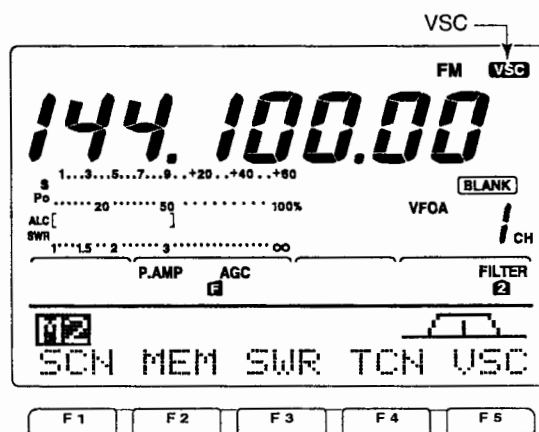 VSC
FM VSC
144.100.00
S 1...3...5...7...9..+20..+40..+60
Po 20 50 100%
BLANK
VFOA
ALC [ ]
1 CH
SWR 1 1.5 2 3 ∞
P.AMP AGC FILTER
F 2
M2
SCN MEM SWR TCN VSC
F1 F2 F3 F4 F5